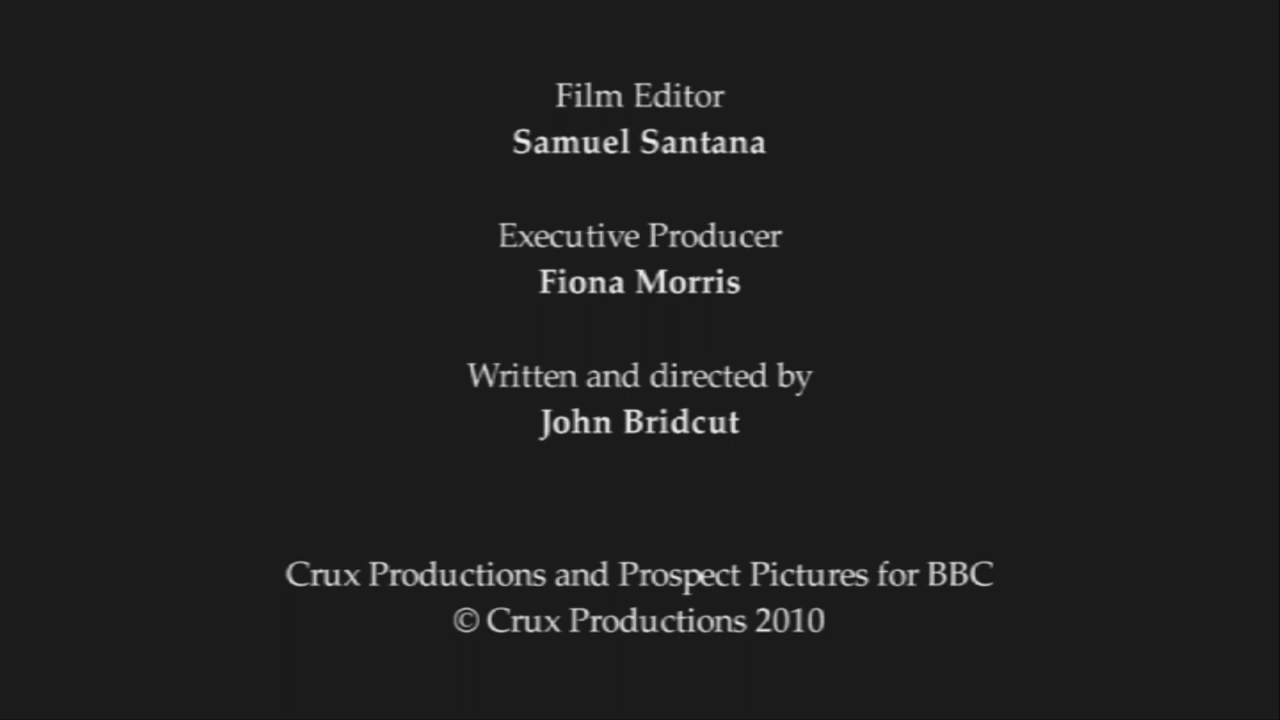 Film Editor
Samuel Santana
Executive Producer
Fiona Morris
Written and directed by
John Bridcut
Crux Productions and Prospect Pictures for BBC
© Crux Productions 2010